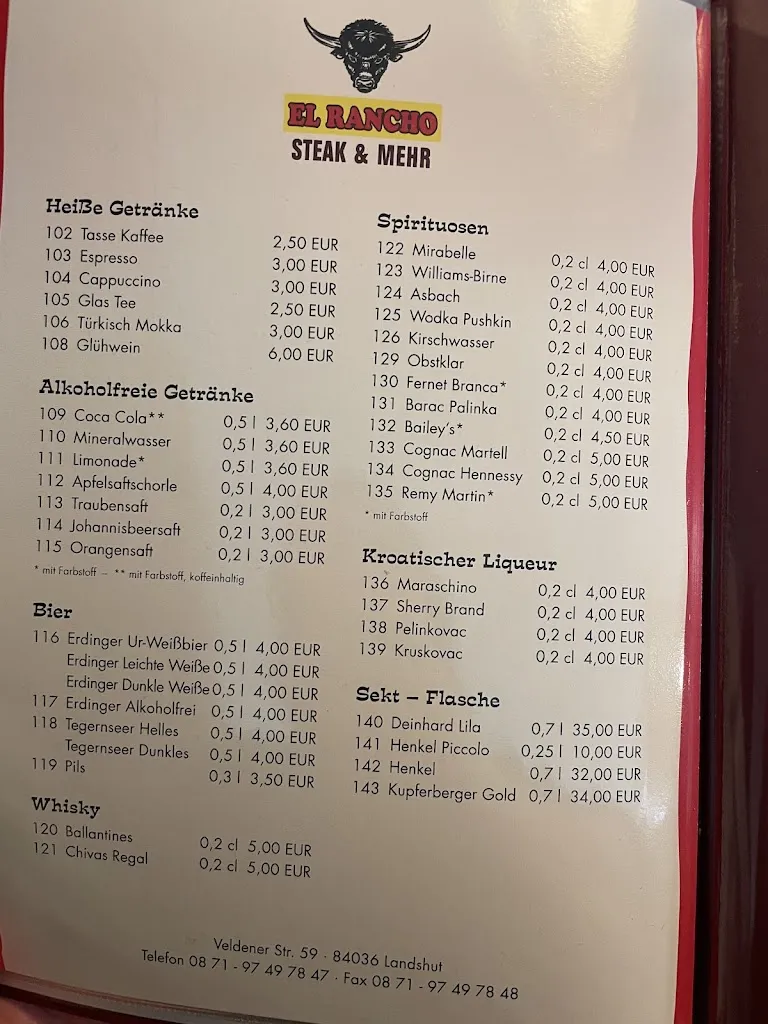 EL RANCHO
STEAK & MEHR
Heiße Getränke
102 Tasse Kaffee 2,50 EUR
103 Espresso 3,00 EUR
104 Cappuccino 3,00 EUR
105 Glas Tee 2,50 EUR
106 Türkisch Mokka 3,00 EUR
108 Glühwein 6,00 EUR
Alkoholfreie Getränke
109 Coca Cola** 0,5 l 3,60 EUR
110 Mineralwasser 0,5 l 3,60 EUR
111 Limonade* 0,5 l 3,60 EUR
112 Apfelsaftschorle 0,5 l 4,00 EUR
113 Traubensaft 0,2 l 3,00 EUR
114 Johannisbeersaft 0,2 l 3,00 EUR
115 Orangensaft 0,2 l 3,00 EUR
* mit Farbstoff – ** mit Farbstoff, koffeinhaltig
Bier
116 Erdinger Ur-Weißbier 0,5 l 4,00 EUR
Erdinger Leichte Weiße 0,5 l 4,00 EUR
Erdinger Dunkle Weiße 0,5 l 4,00 EUR
117 Erdinger Alkoholfrei 0,5 l 4,00 EUR
118 Tegernseer Helles 0,5 l 4,00 EUR
Tegernseer Dunkles 0,5 l 4,00 EUR
119 Pils 0,3 l 3,50 EUR
Whisky
120 Ballantines 0,2 cl 5,00 EUR
121 Chivas Regal 0,2 cl 5,00 EUR
Spirituosen
122 Mirabelle 0,2 cl 4,00 EUR
123 Williams-Birne 0,2 cl 4,00 EUR
124 Asbach 0,2 cl 4,00 EUR
125 Wodka Pushkin 0,2 cl 4,00 EUR
126 Kirschwasser 0,2 cl 4,00 EUR
129 Obstklar 0,2 cl 4,00 EUR
130 Fernet Branca* 0,2 cl 4,00 EUR
131 Barac Palinka 0,2 cl 4,00 EUR
132 Bailey's* 0,2 cl 4,50 EUR
133 Cognac Martell 0,2 cl 5,00 EUR
134 Cognac Hennessy 0,2 cl 5,00 EUR
135 Remy Martin* 0,2 cl 5,00 EUR
* mit Farbstoff
Kroatischer Liqueur
136 Maraschino 0,2 cl 4,00 EUR
137 Sherry Brand 0,2 cl 4,00 EUR
138 Pelinkovac 0,2 cl 4,00 EUR
139 Kruskovac 0,2 cl 4,00 EUR
Sekt – Flasche
140 Deinhard Lila 0,7 l 35,00 EUR
141 Henkel Piccolo 0,25 l 10,00 EUR
142 Henkel 0,7 l 32,00 EUR
143 Kupferberger Gold 0,7 l 34,00 EUR
Veldener Str. 59 · 84036 Landshut
Telefon 08 71 - 97 49 78 47 · Fax 08 71 - 97 49 78 48